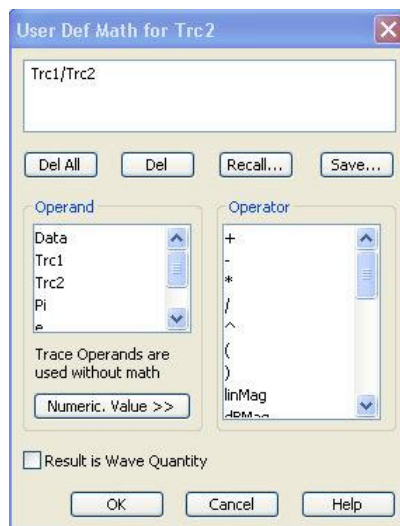 User Def Math for Trc2
Trc1/Trc2
Del All Del Recall... Save...
Operand
Data
Trc1
Trc2
Pi
e
Trace Operands are
used without math
Numeric. Value >>
Operator
+
-
*
/
^
(
)
linMag
dBMag
Result is Wave Quantity
OK Cancel Help